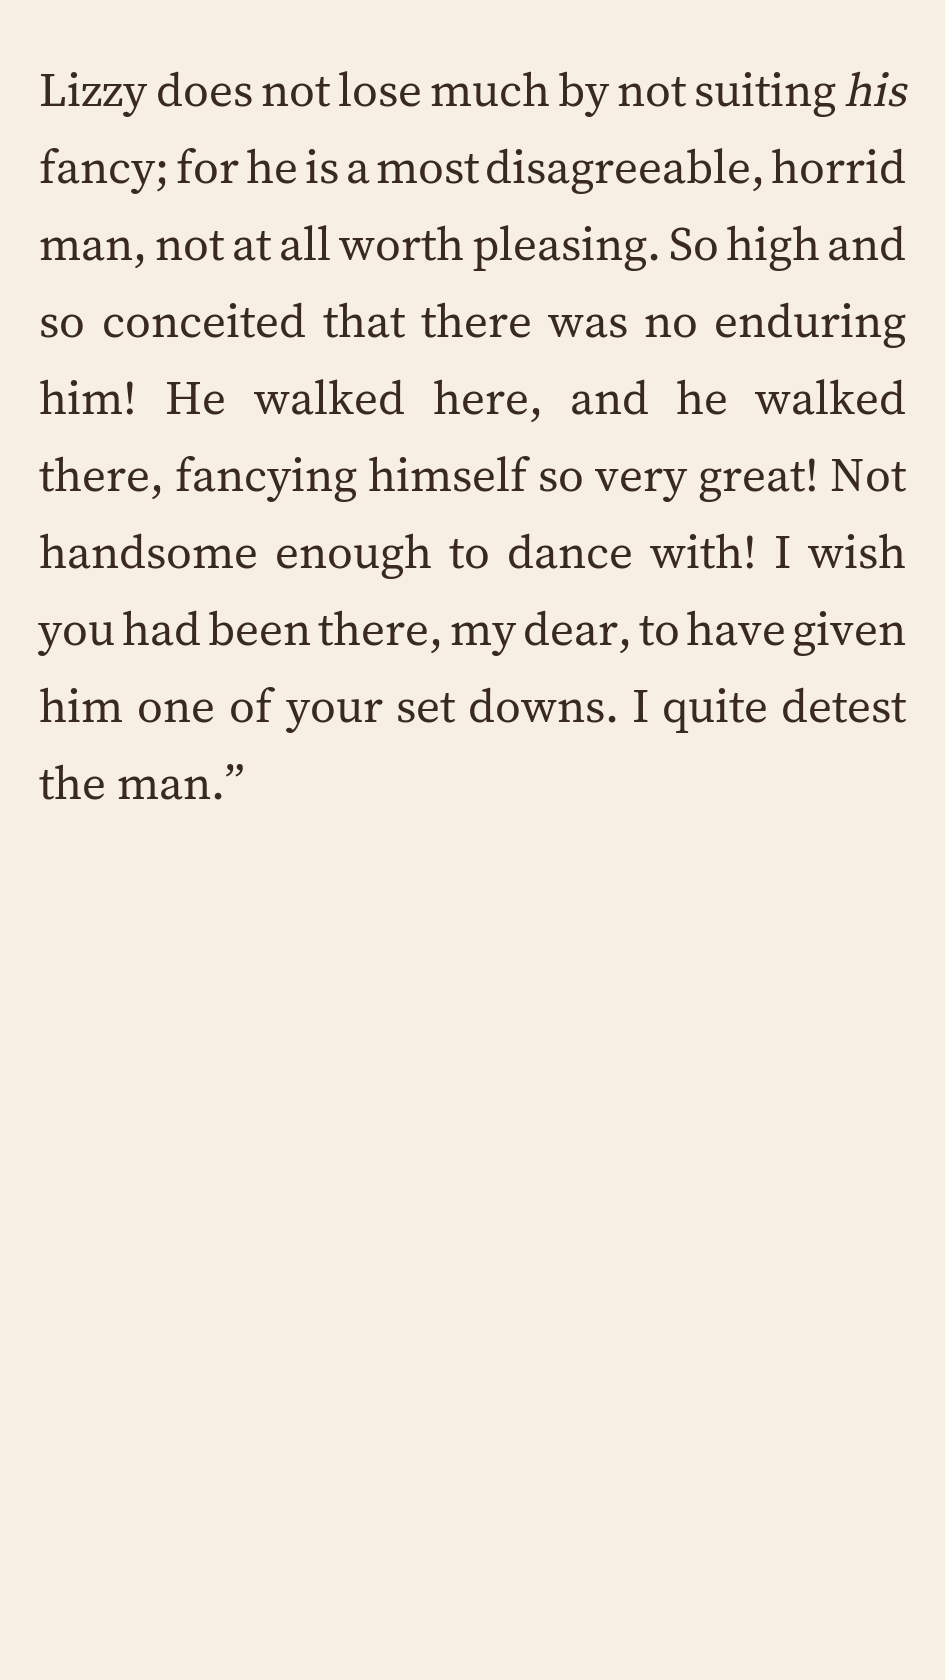 Lizzy does not lose much by not suiting his
fancy; for he is a most disagreeable, horrid
man, not at all worth pleasing. So high and
so conceited that there was no enduring
him! He walked here, and he walked
there, fancying himself so very great! Not
handsome enough to dance with! I wish
you had been there, my dear, to have given
him one of your set downs. I quite detest
the man.”